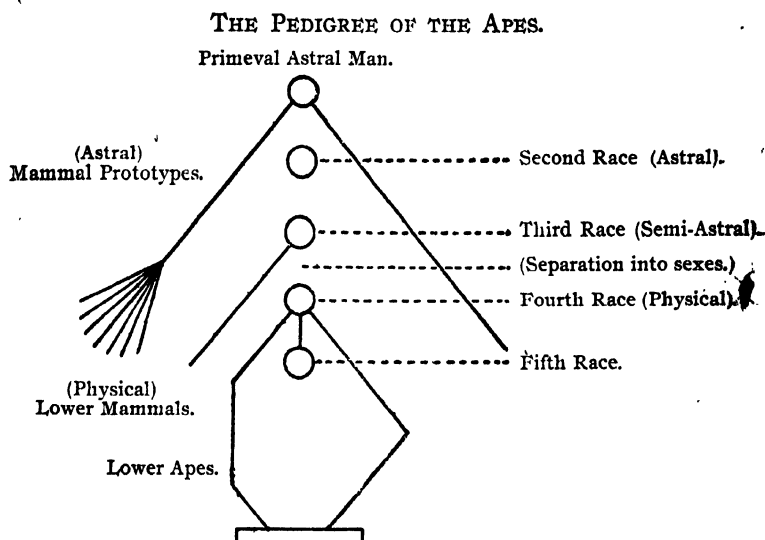 THE PEDIGREE OF THE APES.
Primeval Astral Man.
(Astral)
Mammal Prototypes.
Second Race (Astral).
Third Race (Semi-Astral).
(Separation into sexes.)
Fourth Race (Physical).
Fifth Race.
(Physical)
Lower Mammals.
Lower Apes.